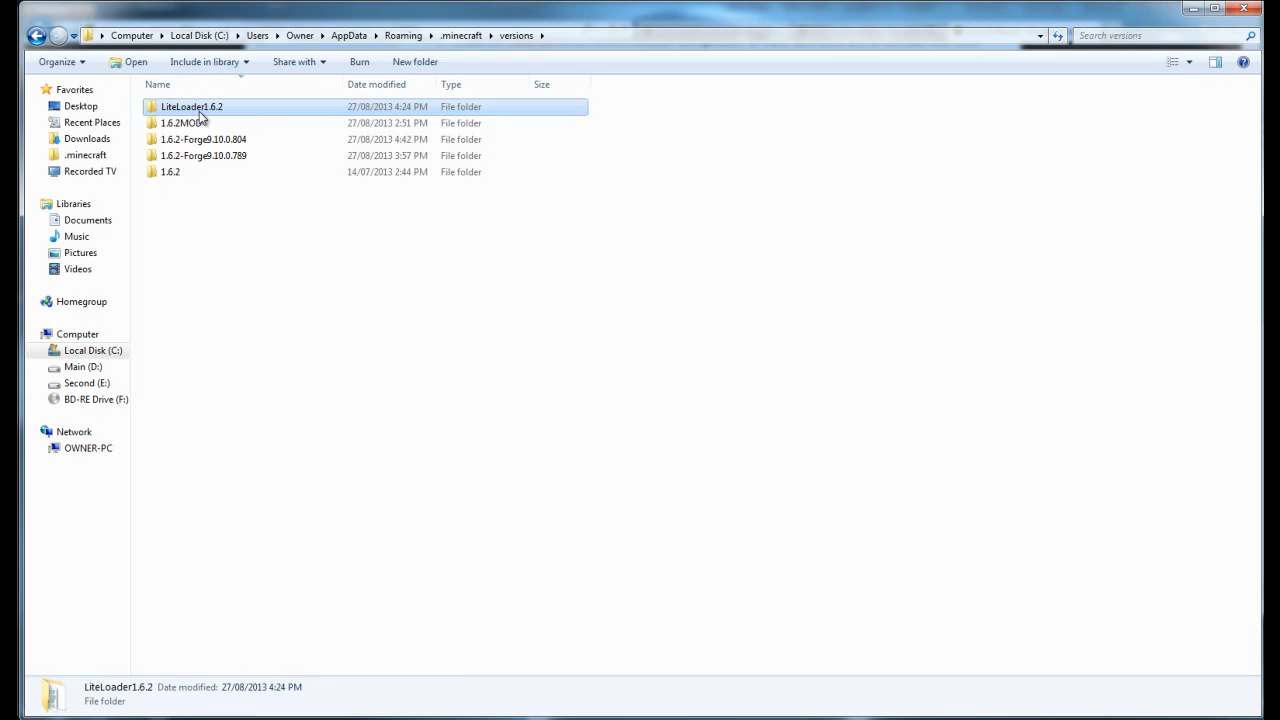 Computer Local Disk (C:) Users Owner AppData Roaming .minecraft versions Search versions
Organize Open Include in library Share with Burn New folder
Name Date modified Type Size
Favorites
Desktop
Recent Places
Downloads
.minecraft
Recorded TV
Libraries
Documents
Music
Pictures
Videos
Homegroup
Computer
Local Disk (C:)
Main (D:)
Second (E:)
BD-RE Drive (F:)
Network
OWNER-PC
LiteLoader1.6.2 27/08/2013 4:24 PM File folder
27/08/2013 2:51 PM File folder
1.6.2-Forge9.10.0.804 27/08/2013 4:42 PM File folder
1.6.2-Forge9.10.0.789 27/08/2013 3:57 PM File folder
1.6.2 14/07/2013 2:44 PM File folder
LiteLoader1.6.2 Date modified: 27/08/2013 4:24 PM
File folder